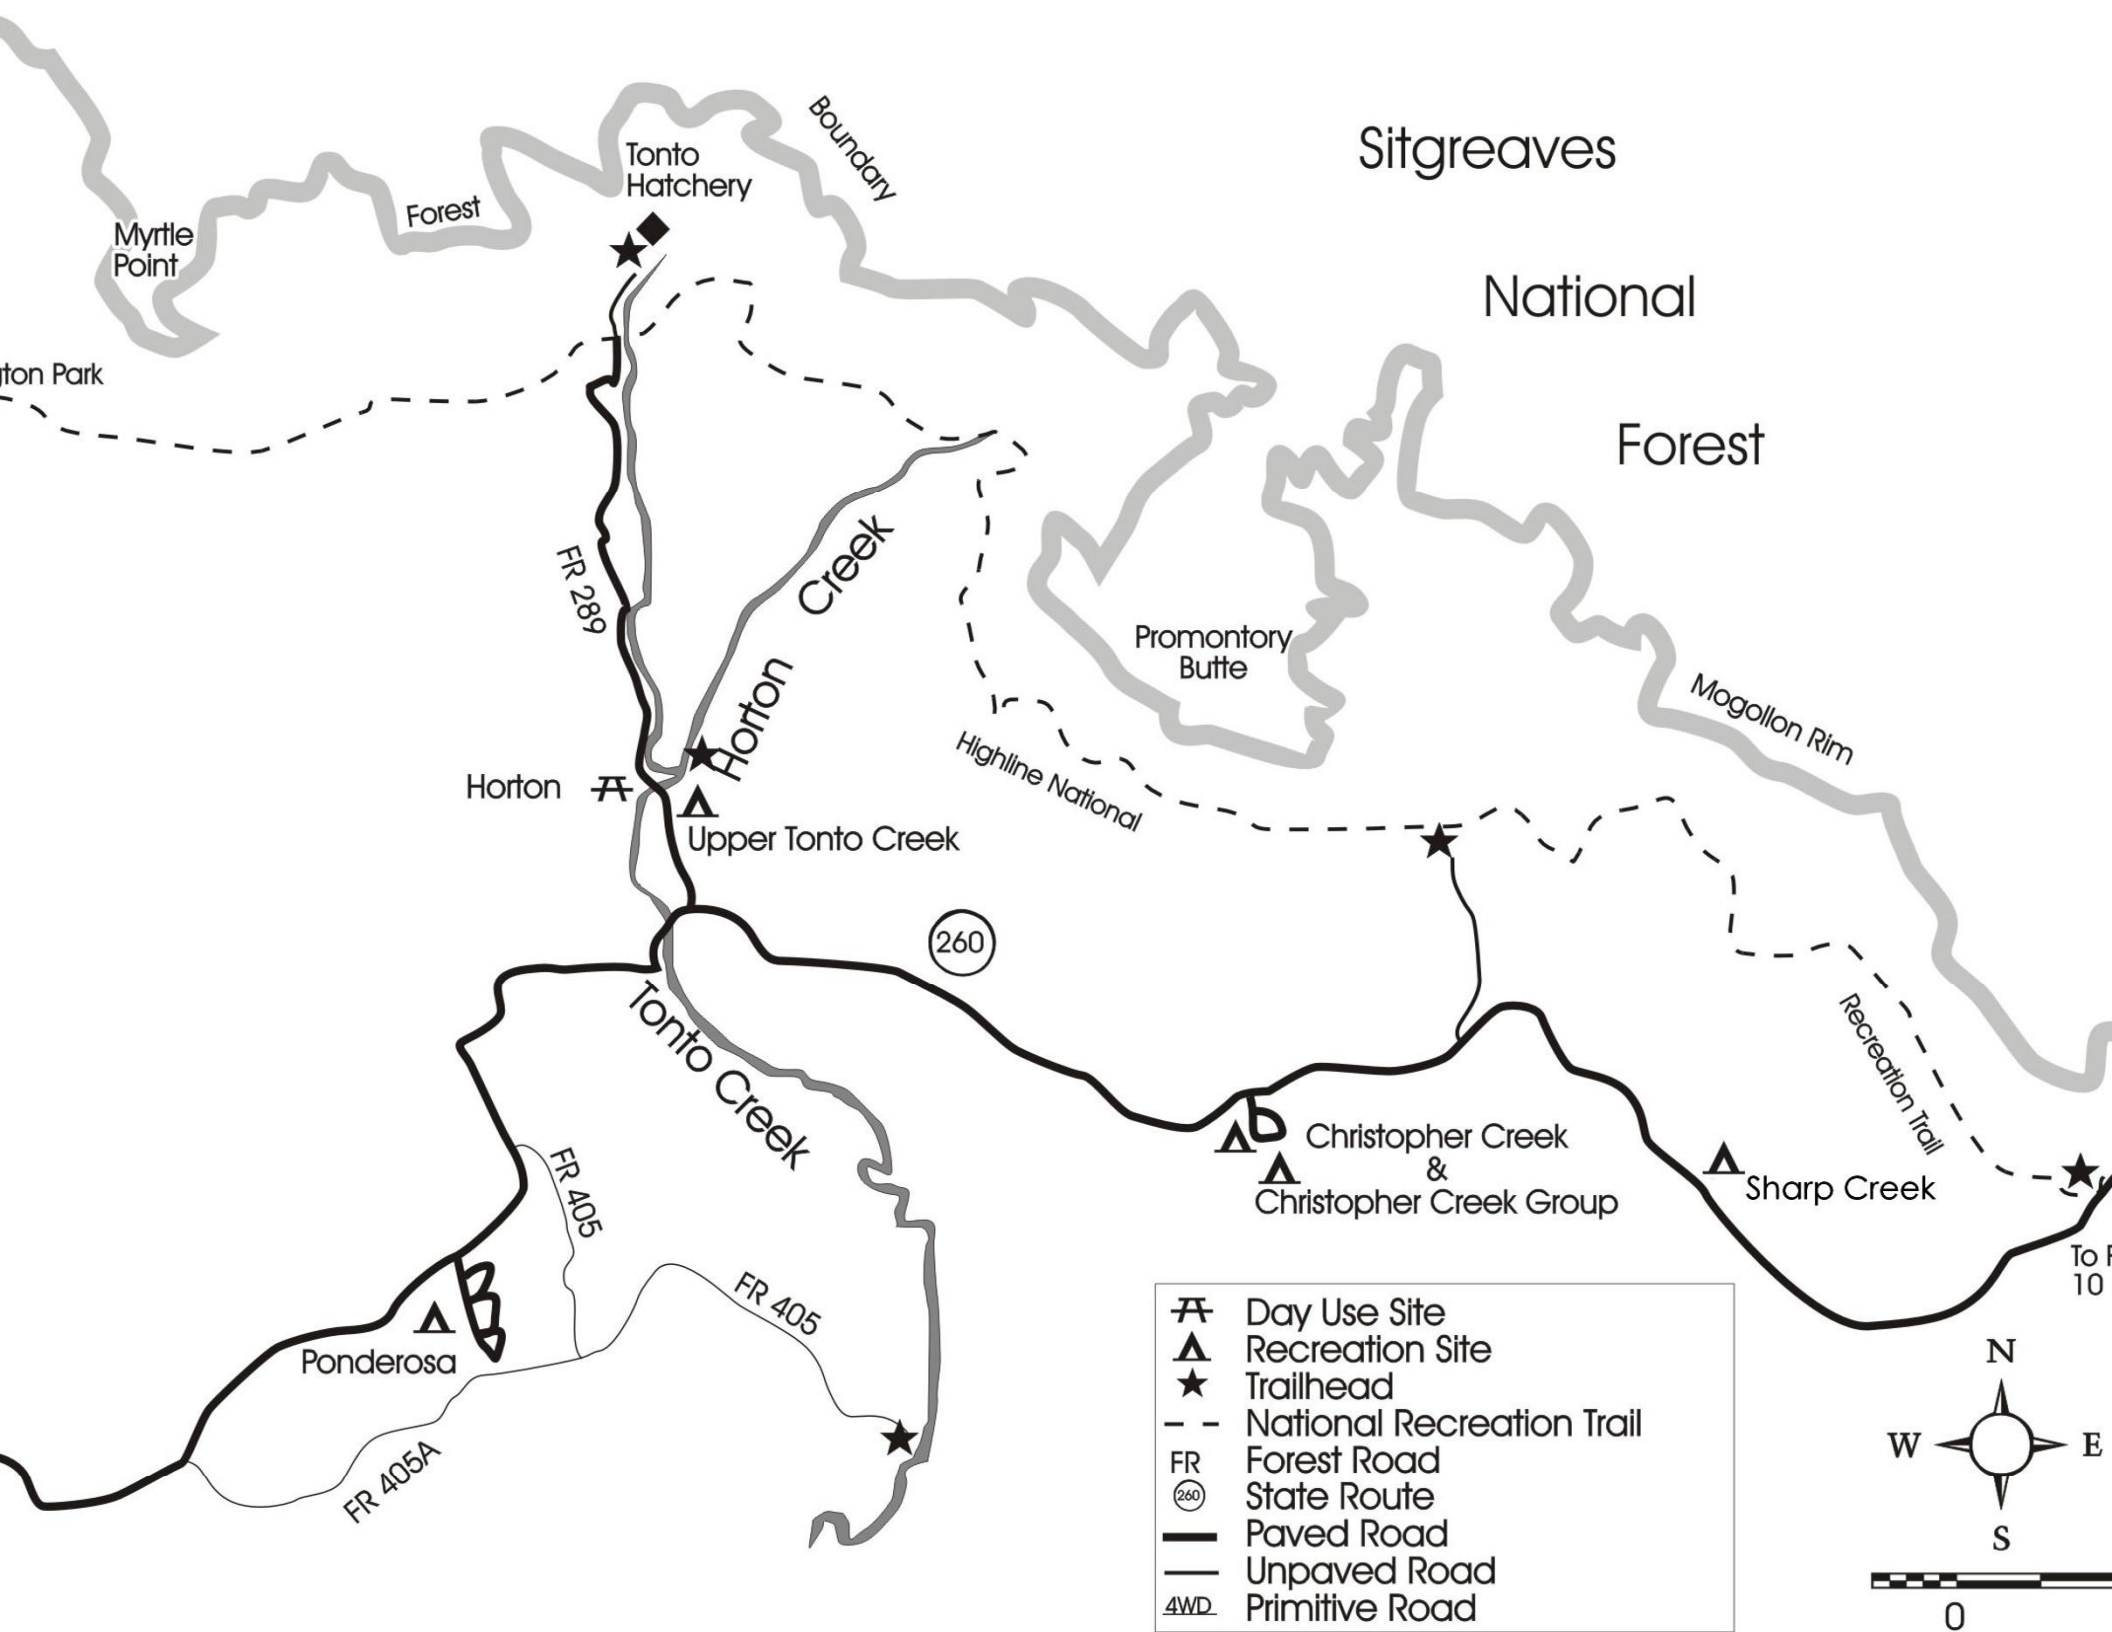 Boundary
Sitgreaves
National
Forest
Tonto
Hatchery
Forest
Myrtle
Point
Park
FR 289
Horton
Creek
Promontory
Butte
Mogollon Rim
Highline National
Horton
Upper Tonto Creek
260
Tonto Creek
Recreation Trail
Christopher Creek
&
Christopher Creek Group
Sharp Creek
FR 405
FR 405
Ponderosa
FR 405A
To
10
Day Use Site
Recreation Site
Trailhead
National Recreation Trail
FR Forest Road
260 State Route
Paved Road
Unpaved Road
4WD Primitive Road
N
W E
S
0